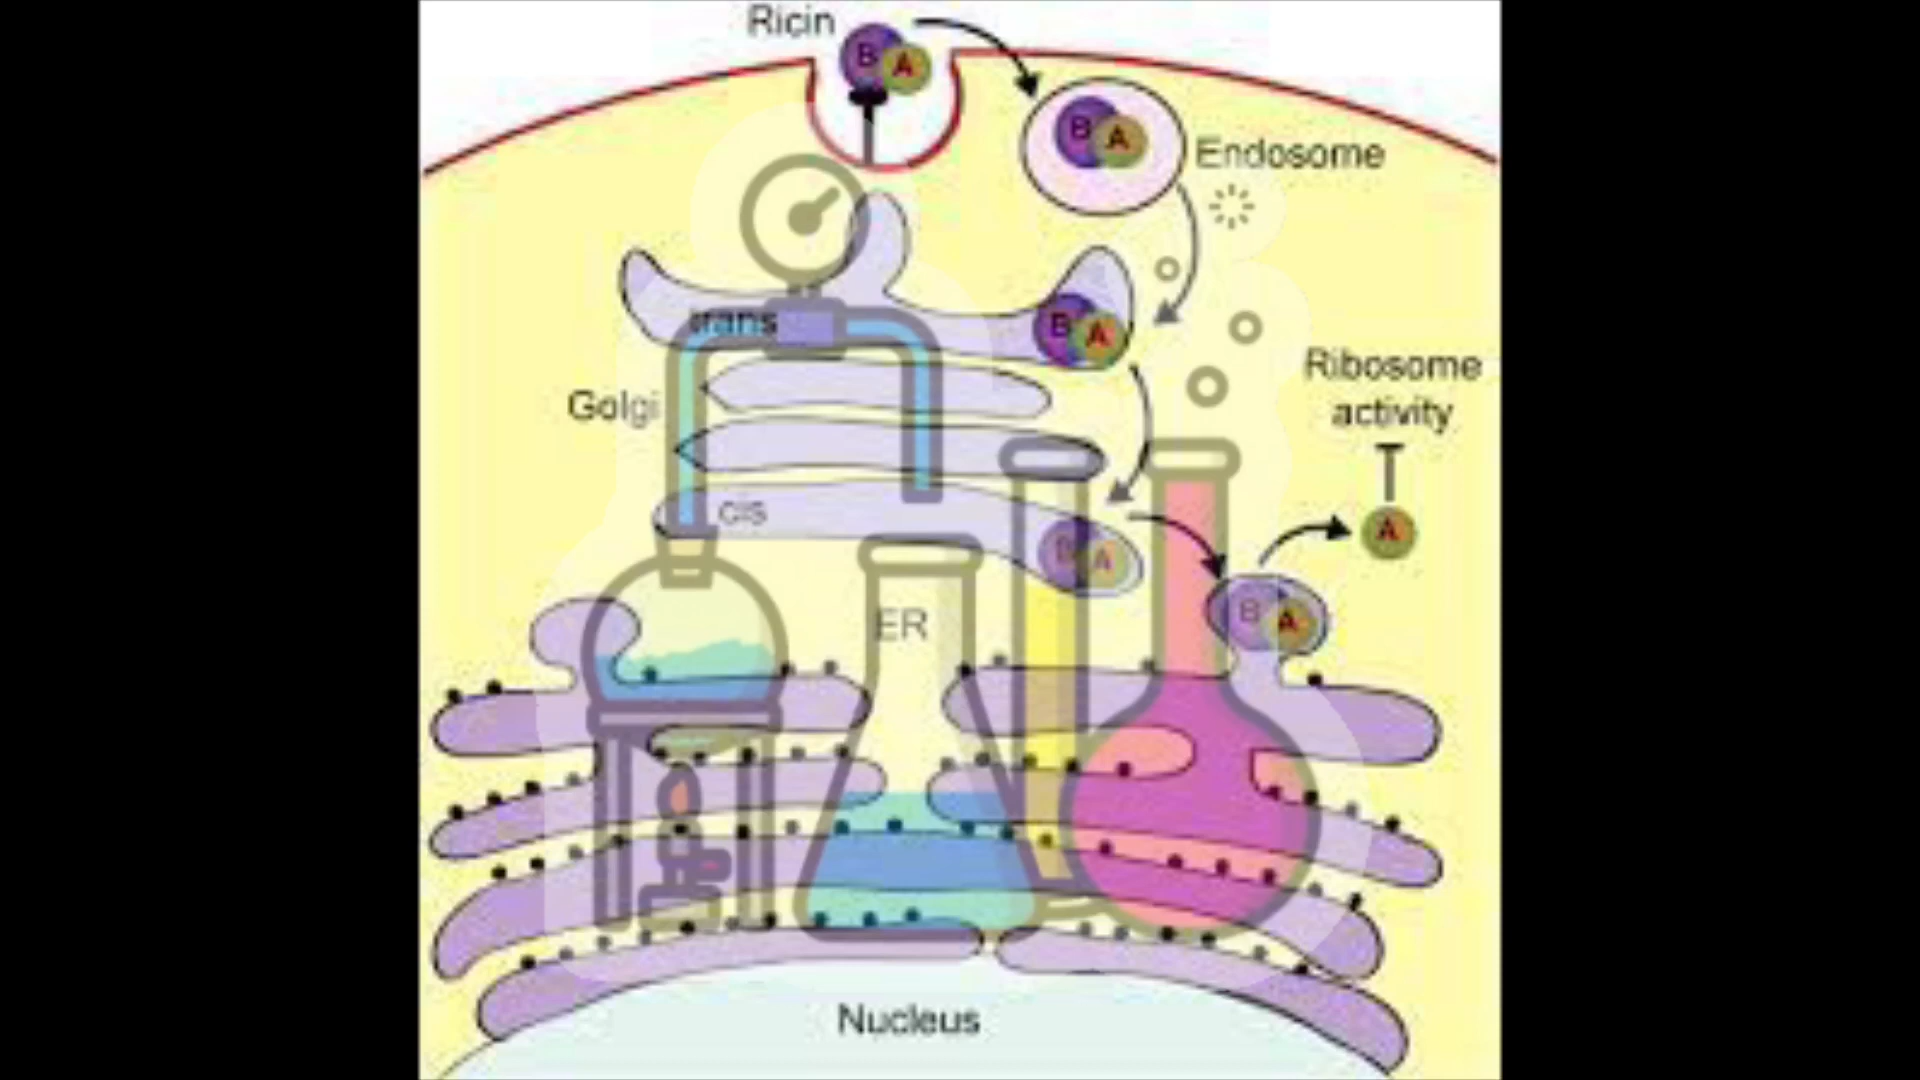 Ricin
B A
B A
Endosome
trans
B A
Golgi
Ribosome
activity
cis
B A
A
ER
B A
Nucleus